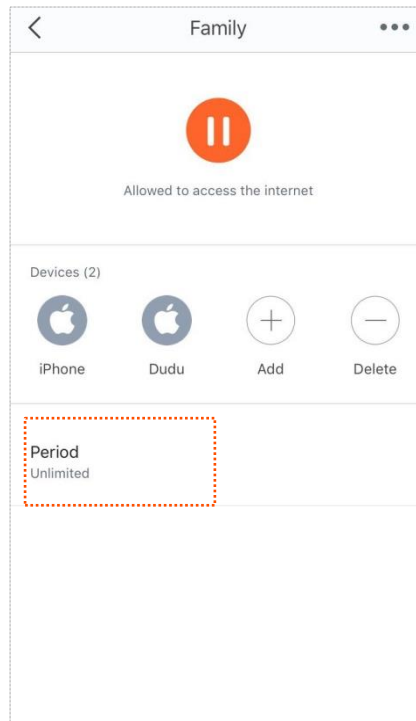 Family
Allowed to access the internet
Devices (2)
iPhone Dudu Add Delete
Period
Unlimited